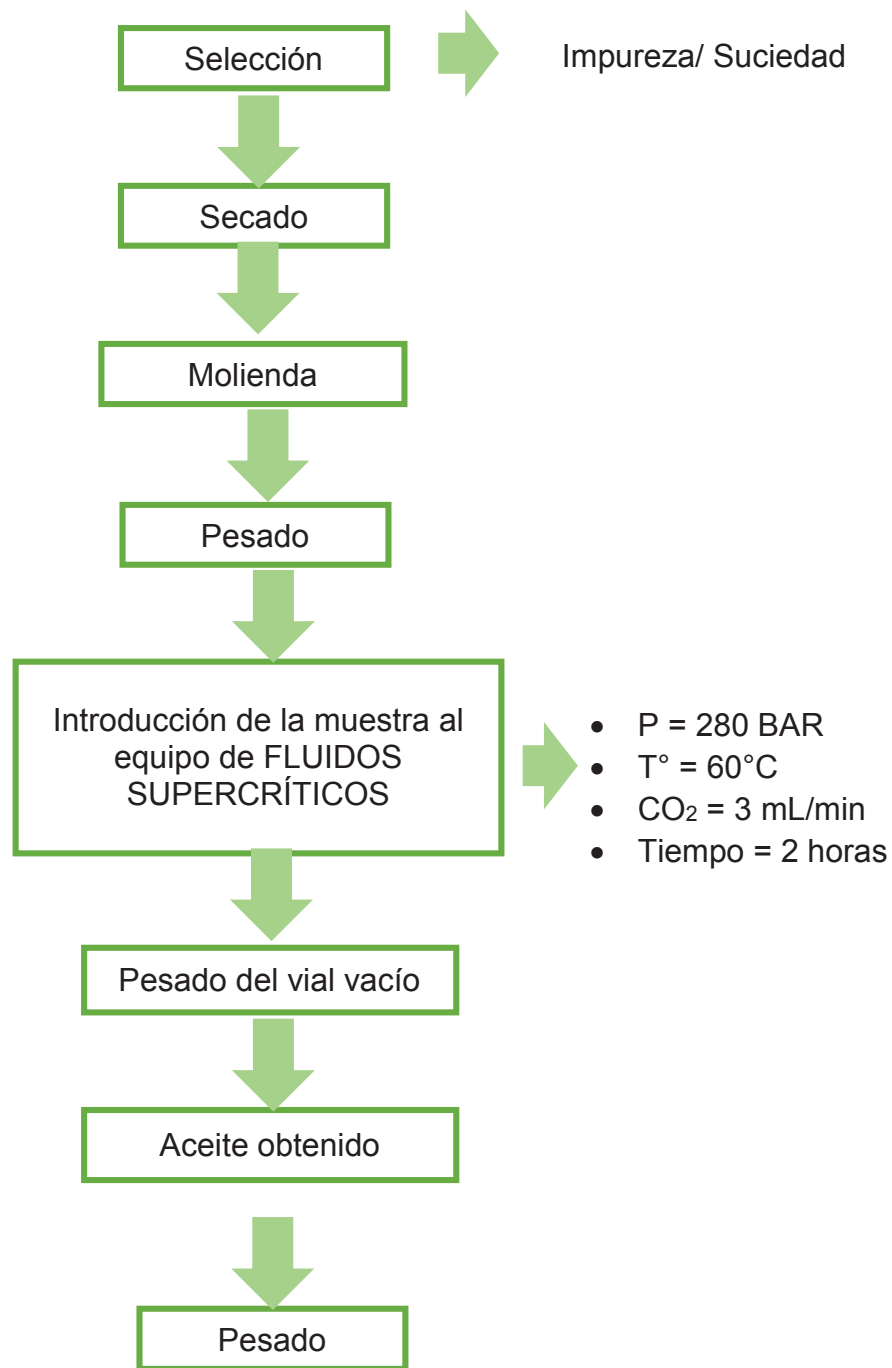 Selección
Impureza/ Suciedad
Secado
Molienda
Pesado
Introducción de la muestra al
equipo de FLUIDOS
SUPERCRÍTICOS
• P = 280 BAR
• T° = 60°C
• CO2 = 3 mL/min
• Tiempo = 2 horas
Pesado del vial vacío
Aceite obtenido
Pesado